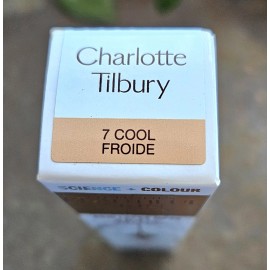 Charlotte
Tilbury
7 COOL
FROIDE
SCIENCE + COLOUR